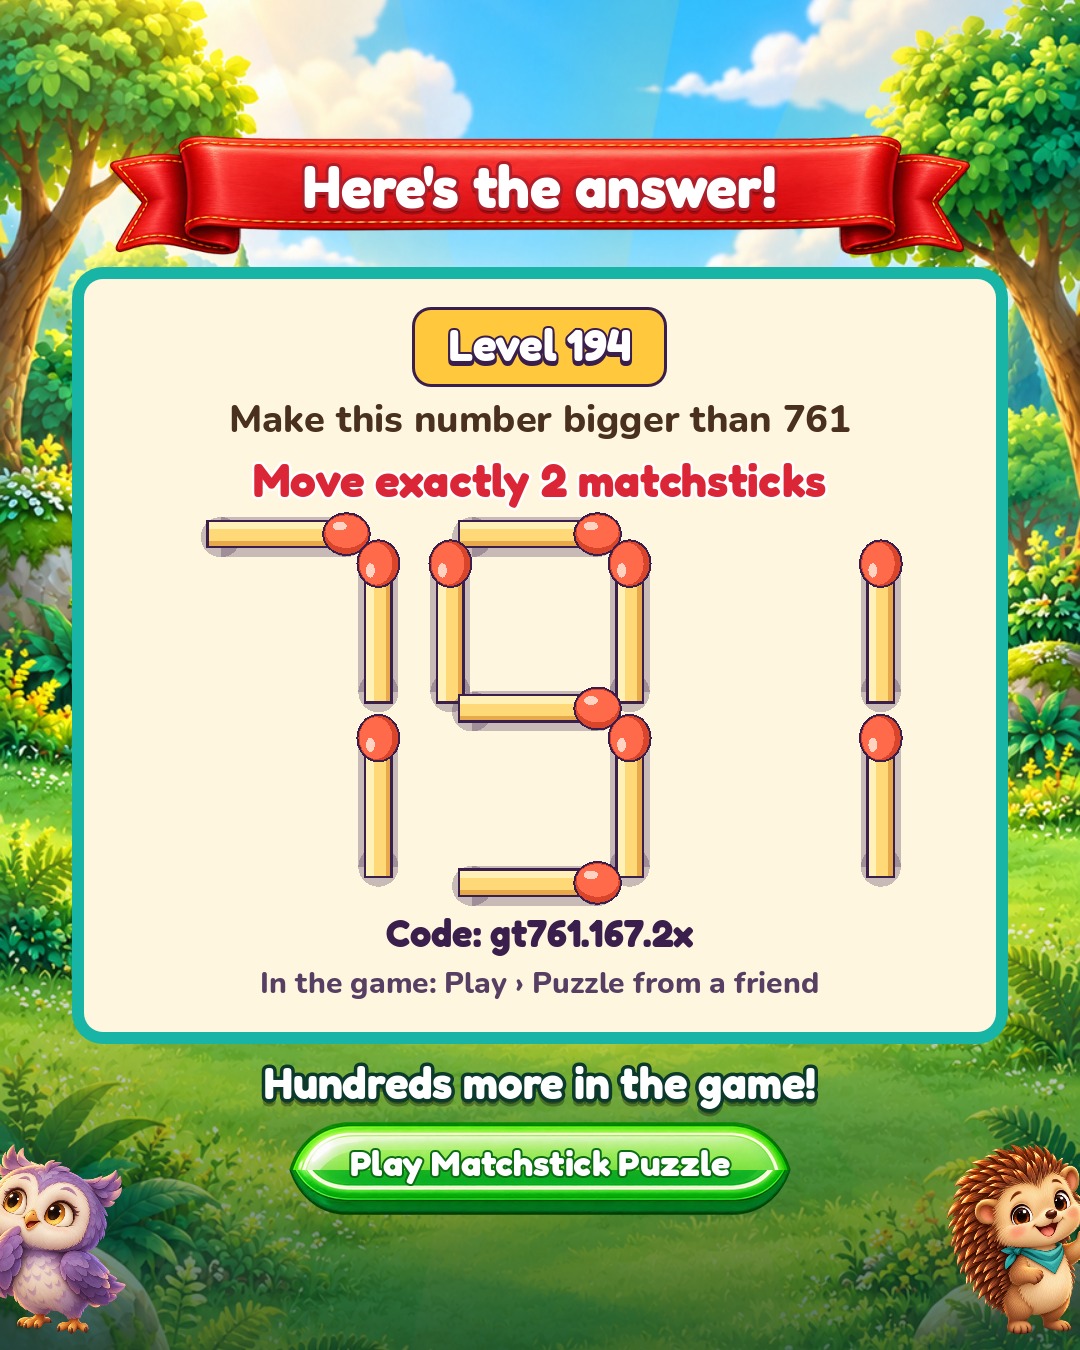 Here's the answer!
Level 194
Make this number bigger than 761
Move exactly 2 matchsticks
791
Code: gt761.167.2x
In the game: Play › Puzzle from a friend
Hundreds more in the game!
Play Matchstick Puzzle